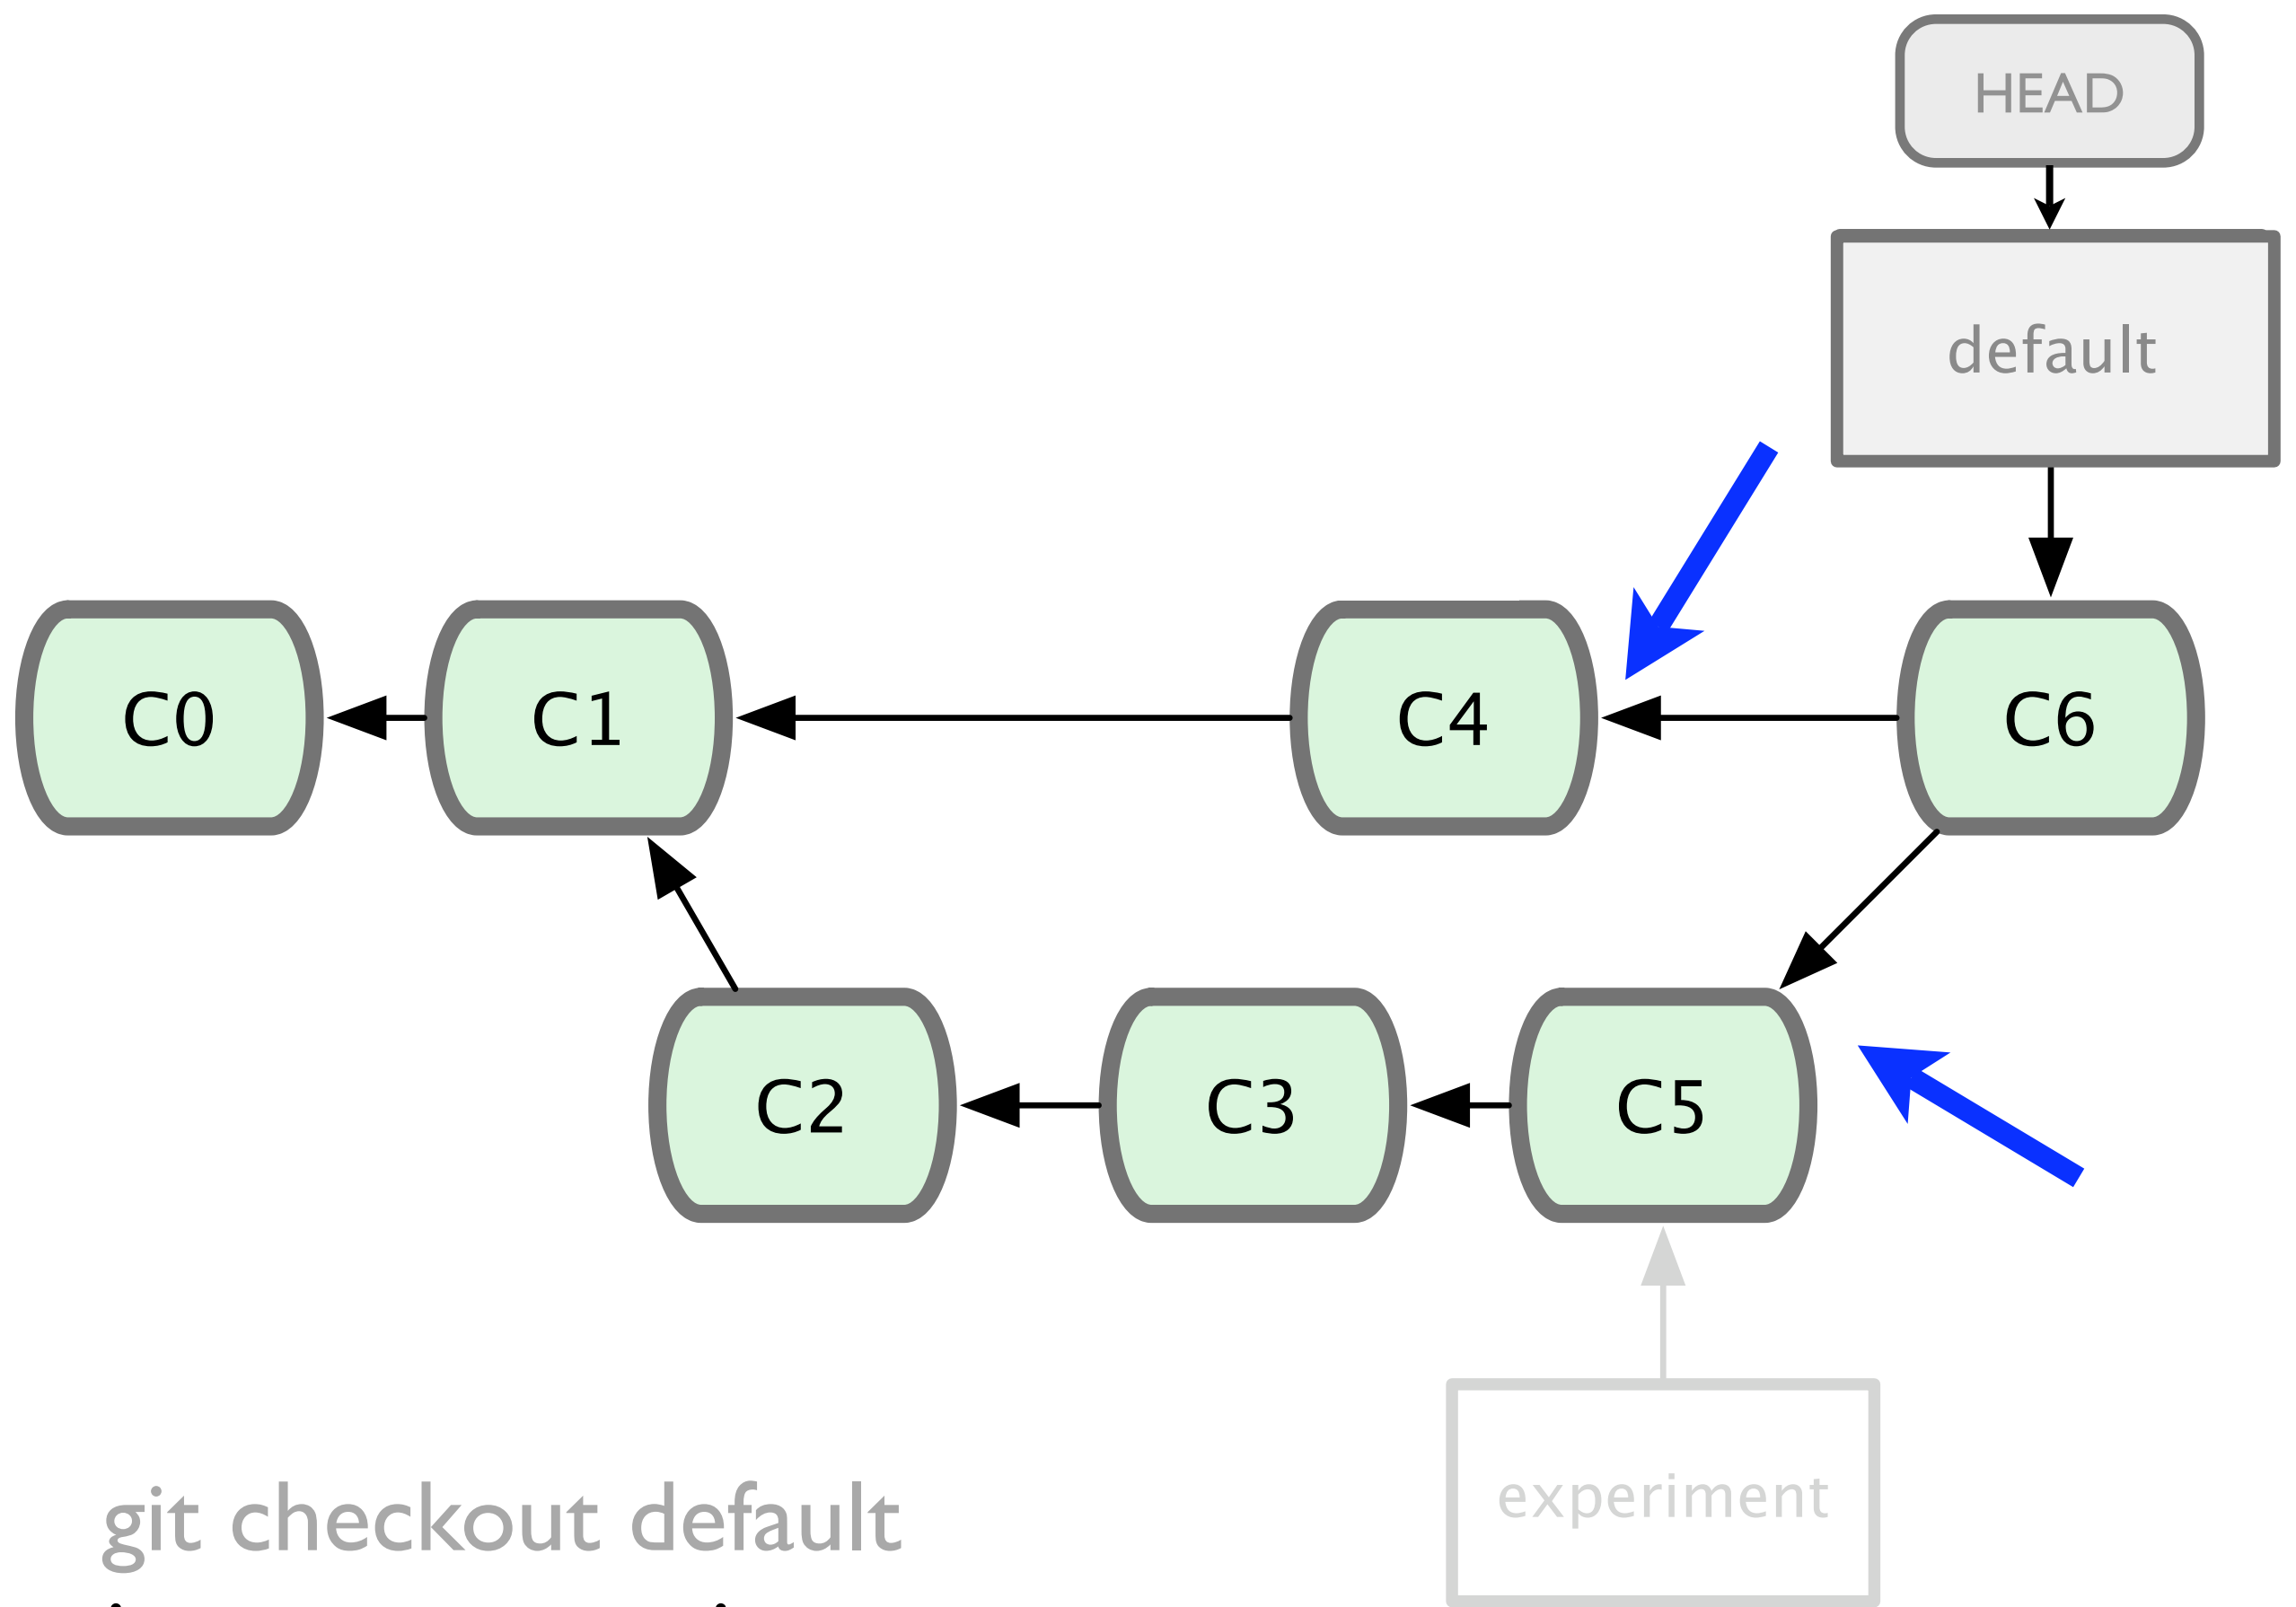 HEAD
default
C0 C1 C4 C6
C2 C3 C5
experiment
git checkout default